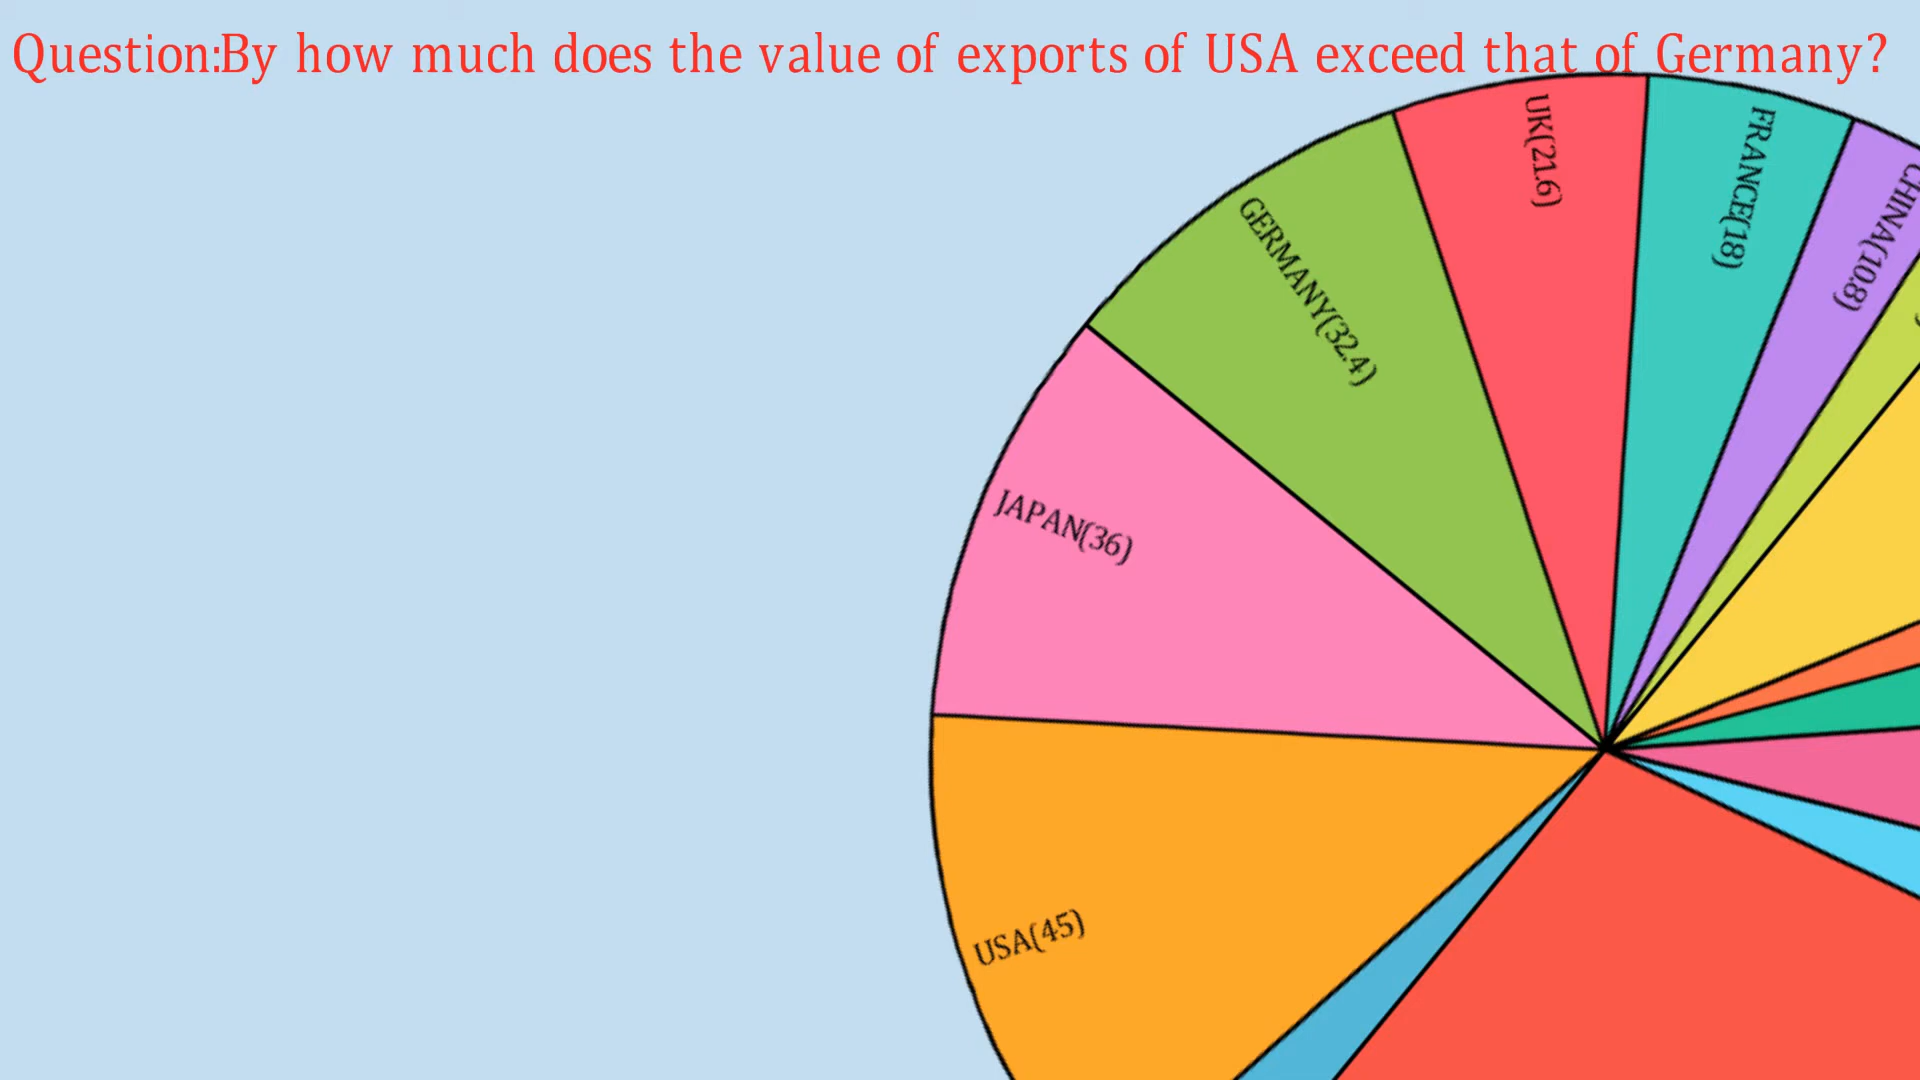 Question:By how much does the value of exports of USA exceed that of Germany?
UK(21.6)
FRANCE(18)
CHINA(10.8)
GERMANY(32.4)
JAPAN(36)
USA(45)